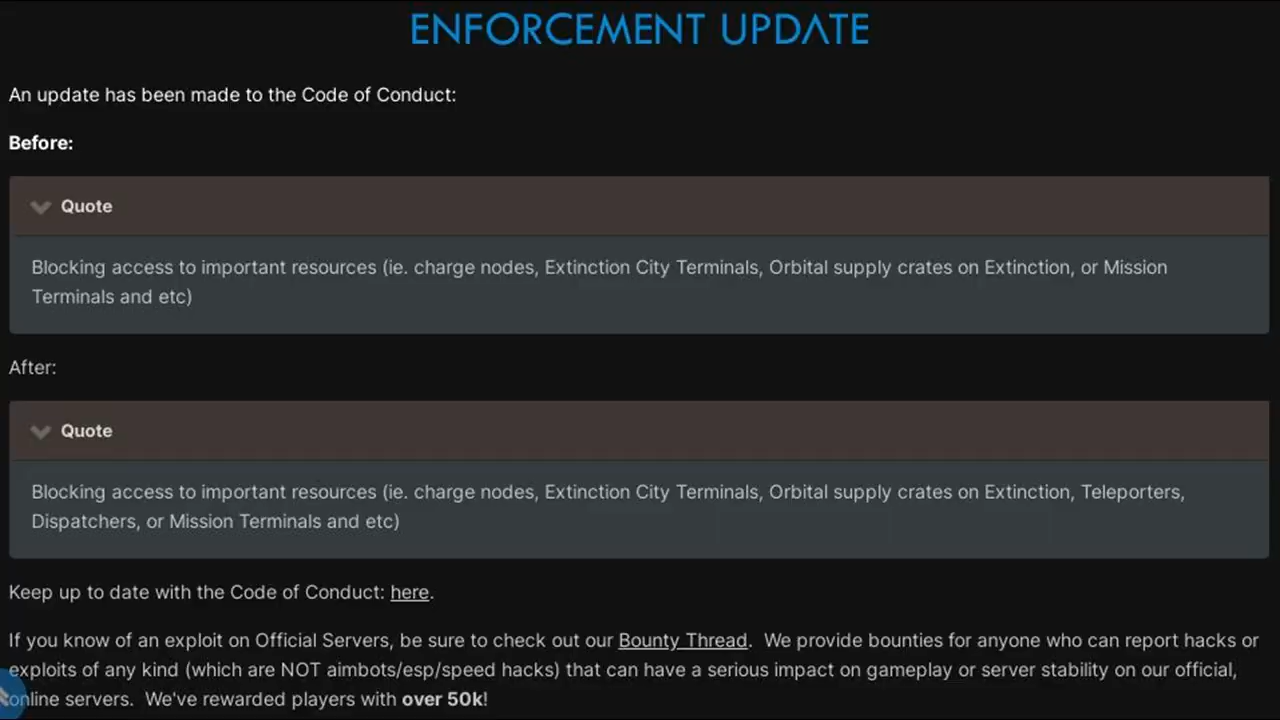 ENFORCEMENT UPDATE
An update has been made to the Code of Conduct:
Before:
Quote
Blocking access to important resources (ie. charge nodes, Extinction City Terminals, Orbital supply crates on Extinction, or Mission
Terminals and etc)
After:
Quote
Blocking access to important resources (ie. charge nodes, Extinction City Terminals, Orbital supply crates on Extinction, Teleporters,
Dispatchers, or Mission Terminals and etc)
Keep up to date with the Code of Conduct: here.
If you know of an exploit on Official Servers, be sure to check out our Bounty Thread.  We provide bounties for anyone who can report hacks or
exploits of any kind (which are NOT aimbots/esp/speed hacks) that can have a serious impact on gameplay or server stability on our official,
online servers.  We've rewarded players with over 50k!